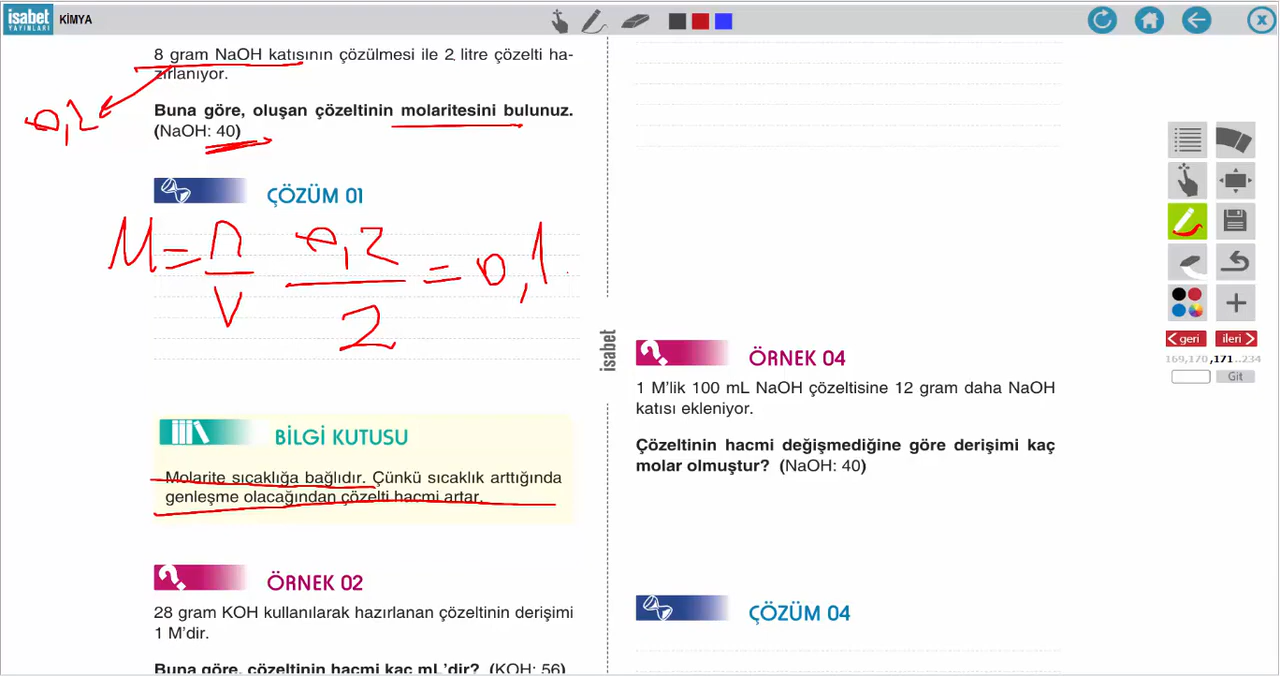 isabet
YAYINLARI
KİMYA
8 gram NaOH katısının çözülmesi ile 2 litre çözelti ha-
zırlanıyor.
0,2
Buna göre, oluşan çözeltinin molaritesini bulunuz.
(NaOH: 40)
ÇÖZÜM 01
M = n/V 0,2/2 = 0,1
BİLGİ KUTUSU
Molarite sıcaklığa bağlıdır. Çünkü sıcaklık arttığında
genleşme olacağından çözelti hacmi artar.
ÖRNEK 02
28 gram KOH kullanılarak hazırlanan çözeltinin derişimi
1 M'dir.
Buna göre, çözeltinin hacmi kaç mL'dir? (KOH: 56)
isabet
ÖRNEK 04
1 M'lik 100 mL NaOH çözeltisine 12 gram daha NaOH
katısı ekleniyor.
Çözeltinin hacmi değişmediğine göre derişimi kaç
molar olmuştur? (NaOH: 40)
ÇÖZÜM 04
geri ileri
169,170,171..234
Git